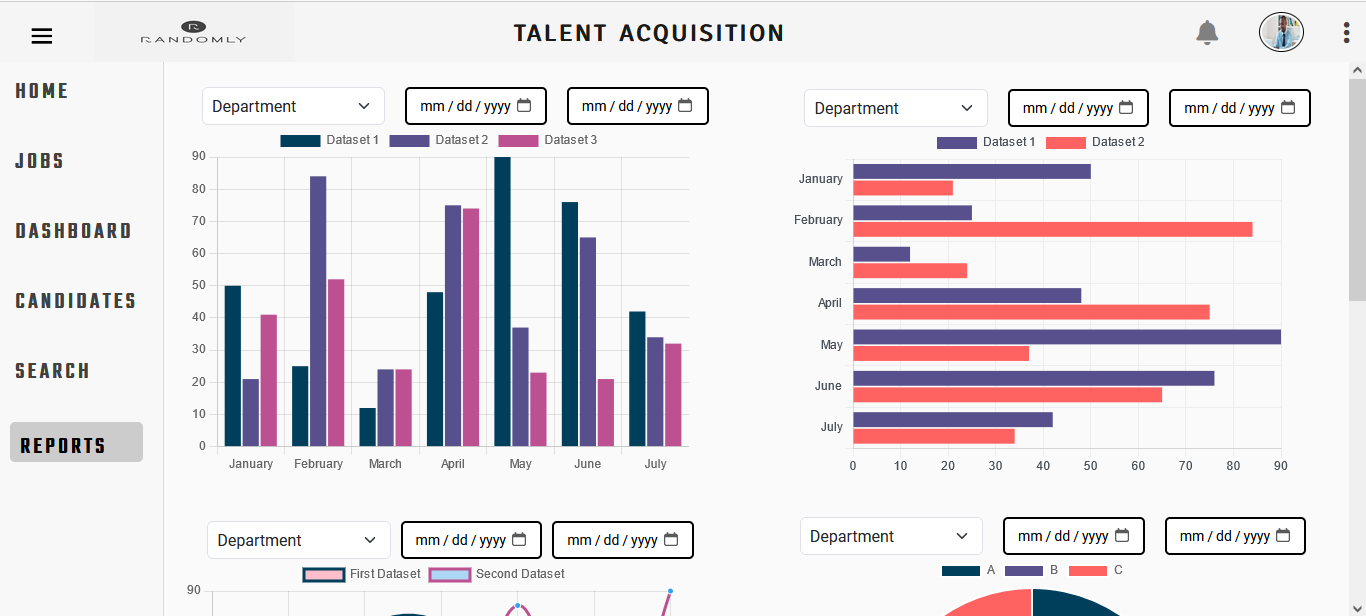 RANDOMLY
TALENT ACQUISITION
HOME
JOBS
DASHBOARD
CANDIDATES
SEARCH
REPORTS
Department mm/dd/yyyy mm/dd/yyyy
Dataset 1 Dataset 2 Dataset 3
90
80
70
60
50
40
30
20
10
0
January February March April May June July
Department mm/dd/yyyy mm/dd/yyyy
Dataset 1 Dataset 2
January
February
March
April
May
June
July
0 10 20 30 40 50 60 70 80 90
Department mm/dd/yyyy mm/dd/yyyy
First Dataset Second Dataset
90
Department mm/dd/yyyy mm/dd/yyyy
A B C